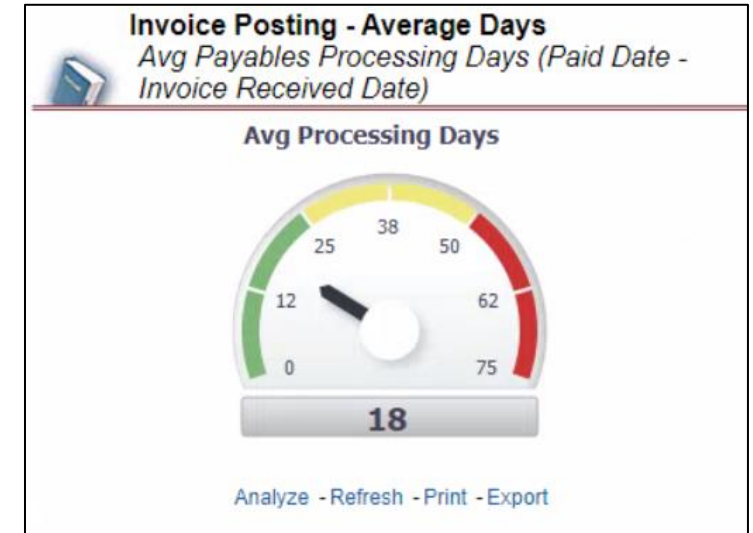 Invoice Posting - Average Days
Avg Payables Processing Days (Paid Date -
Invoice Received Date)
Avg Processing Days
38
25
50
12
62
0
75
18
Analyze - Refresh - Print - Export